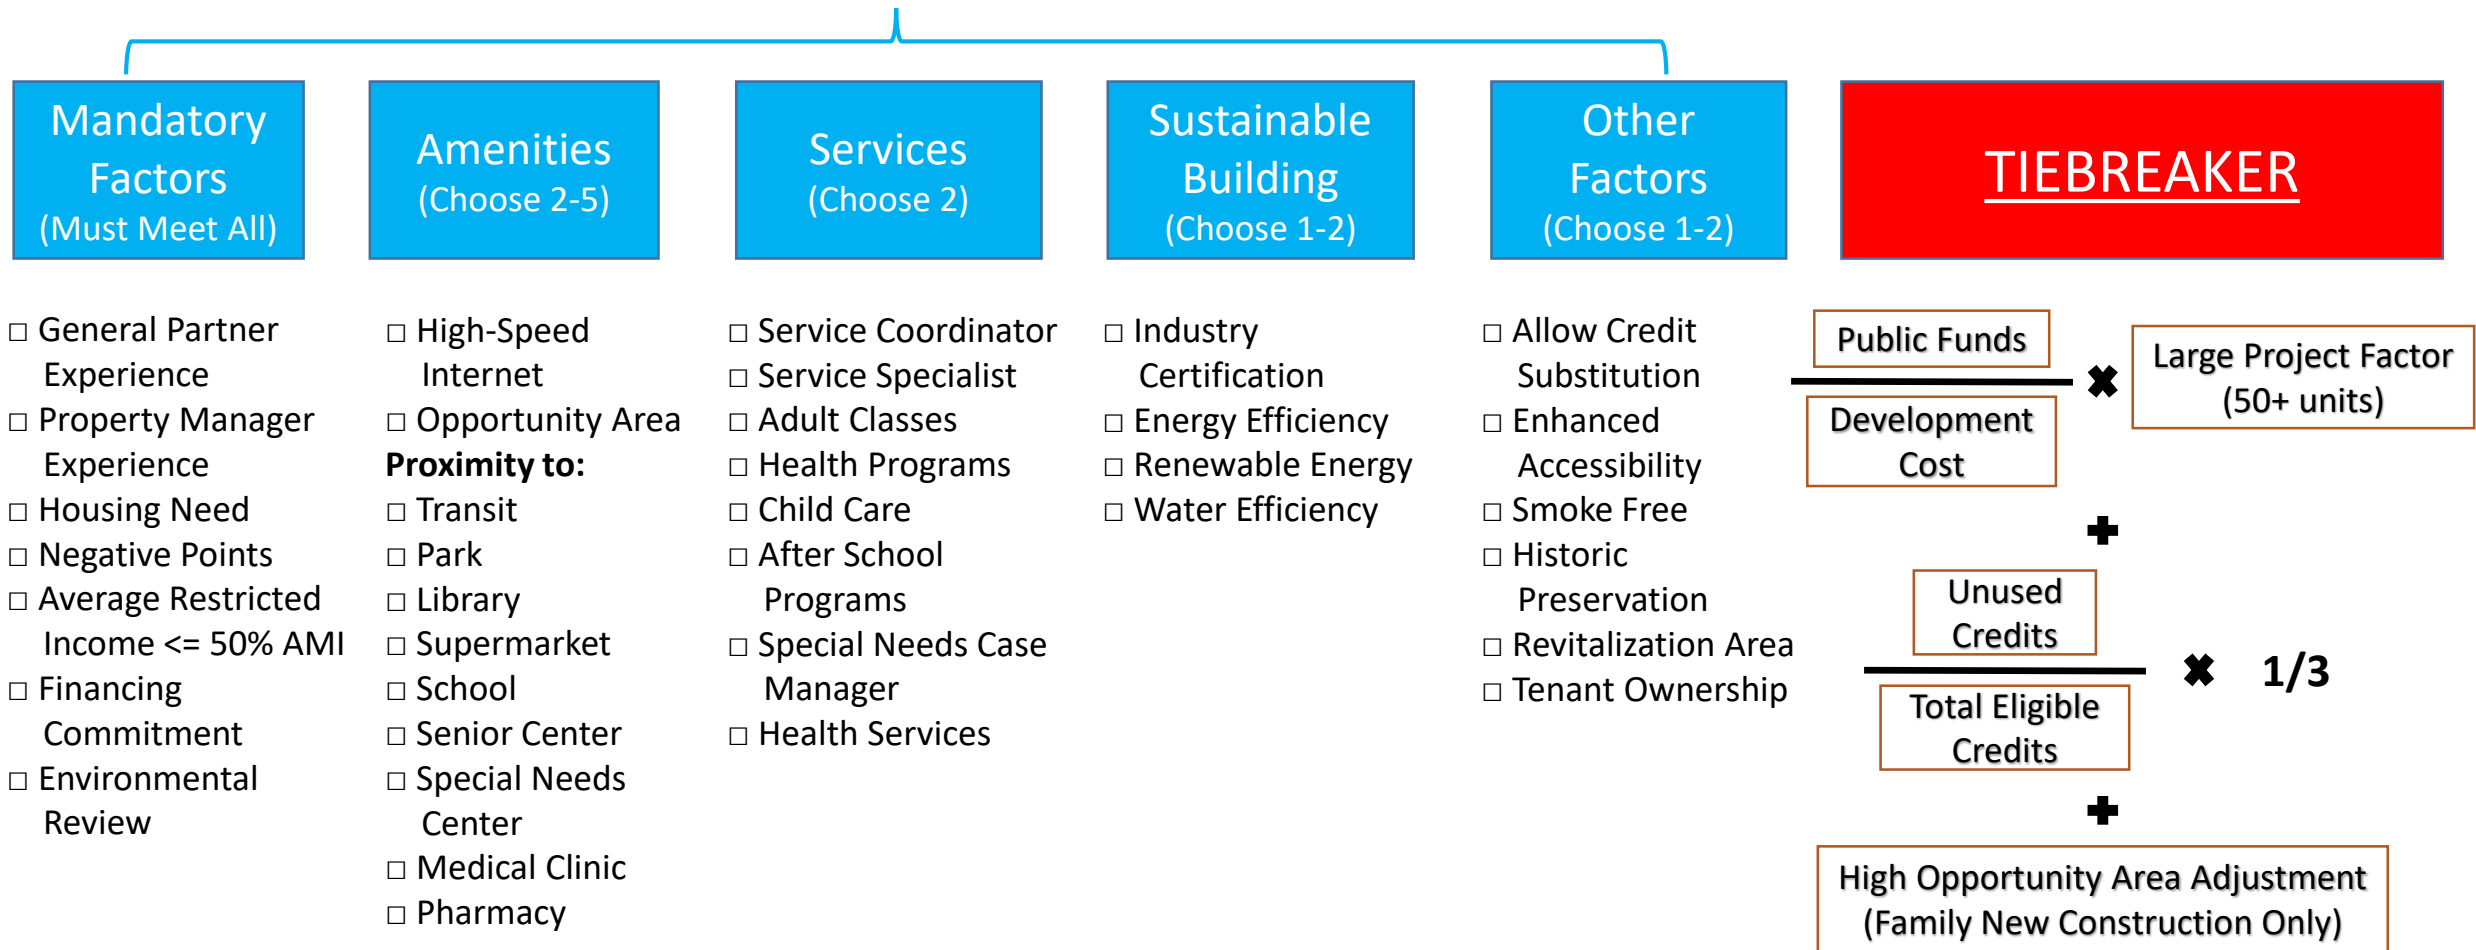 Mandatory
Factors
(Must Meet All)
□ General Partner
Experience
□ Property Manager
Experience
□ Housing Need
□ Negative Points
□ Average Restricted
Income <= 50% AMI
□ Financing
Commitment
□ Environmental
Review
Amenities
(Choose 2-5)
□ High-Speed
Internet
□ Opportunity Area
Proximity to:
□ Transit
□ Park
□ Library
□ Supermarket
□ School
□ Senior Center
□ Special Needs
Center
□ Medical Clinic
□ Pharmacy
Services
(Choose 2)
□ Service Coordinator
□ Service Specialist
□ Adult Classes
□ Health Programs
□ Child Care
□ After School
Programs
□ Special Needs Case
Manager
□ Health Services
Sustainable
Building
(Choose 1-2)
□ Industry
Certification
□ Energy Efficiency
□ Renewable Energy
□ Water Efficiency
Other
Factors
(Choose 1-2)
□ Allow Credit
Substitution
□ Enhanced
Accessibility
□ Smoke Free
□ Historic
Preservation
□ Revitalization Area
□ Tenant Ownership
TIEBREAKER
Public Funds
Development
Cost
✖
Large Project Factor
(50+ units)
✚
Unused
Credits
Total Eligible
Credits
✖ 1/3
✚
High Opportunity Area Adjustment
(Family New Construction Only)